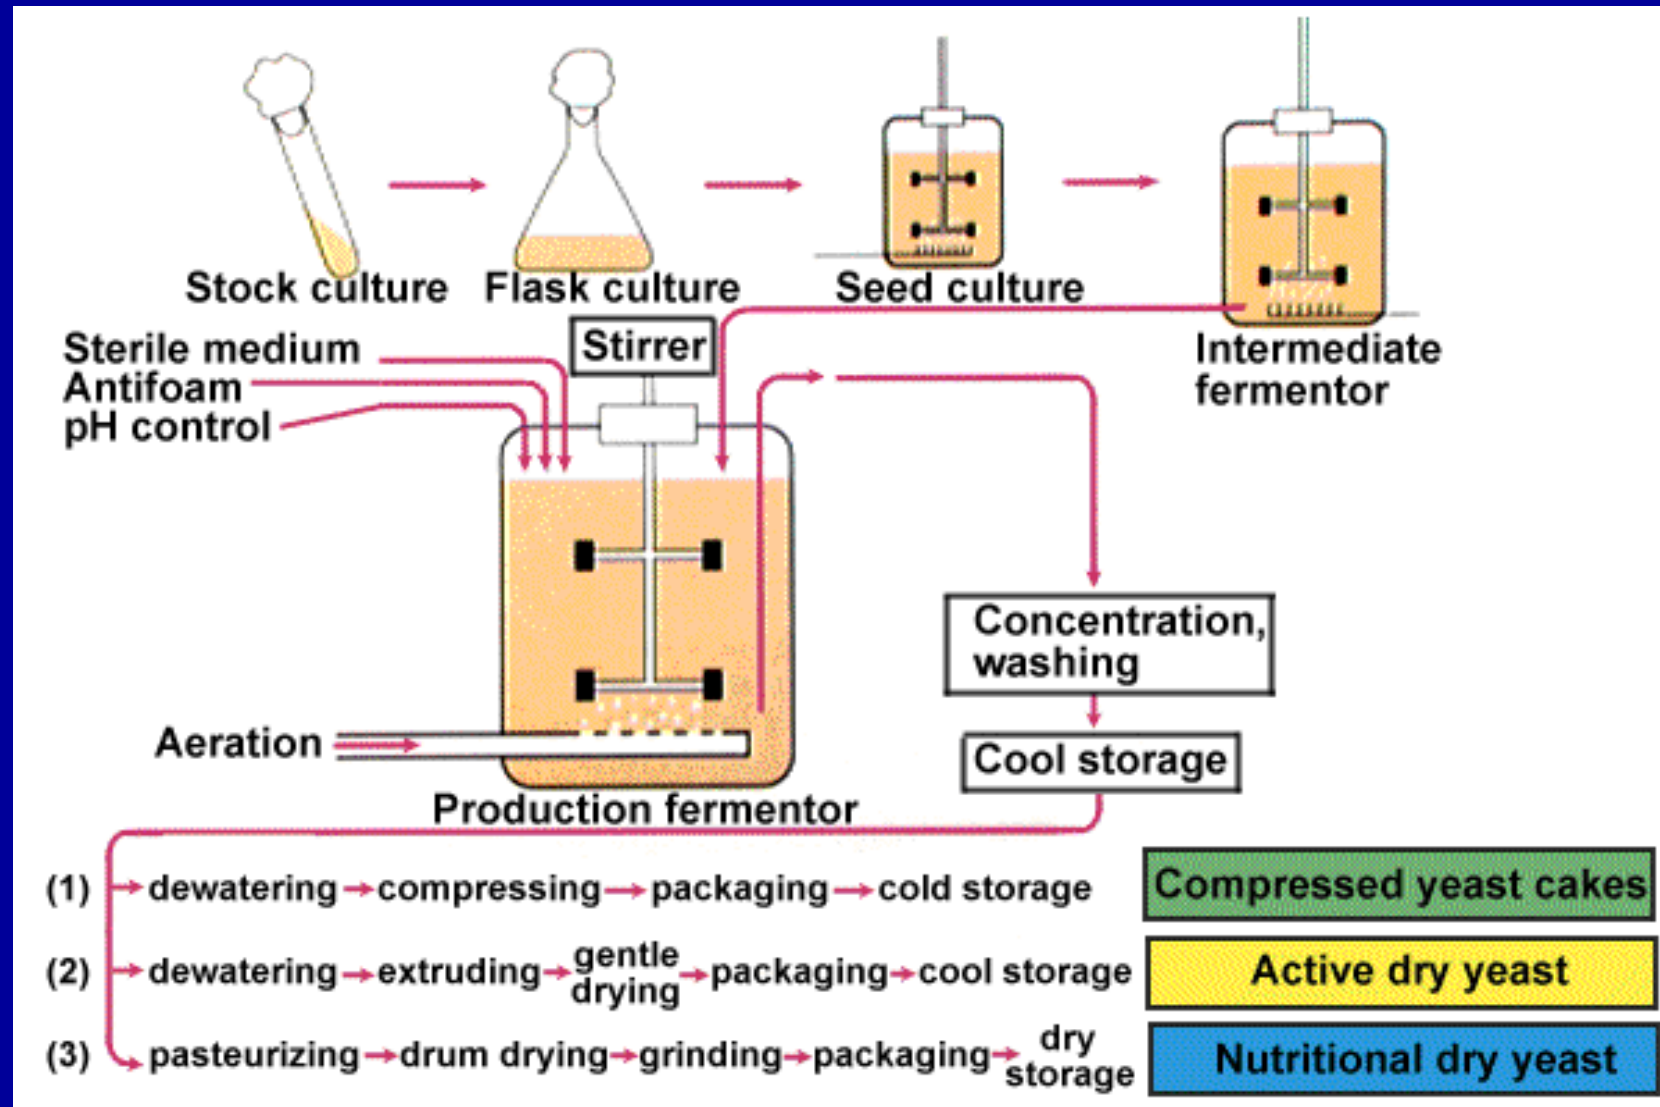 Stock culture
Flask culture
Seed culture
Intermediate
fermentor
Sterile medium
Antifoam
pH control
Stirrer
Aeration
Production fermentor
Concentration,
washing
Cool storage
(1) dewatering compressing packaging cold storage Compressed yeast cakes
(2) dewatering extruding gentle drying packaging cool storage Active dry yeast
(3) pasteurizing drum drying grinding packaging dry storage Nutritional dry yeast